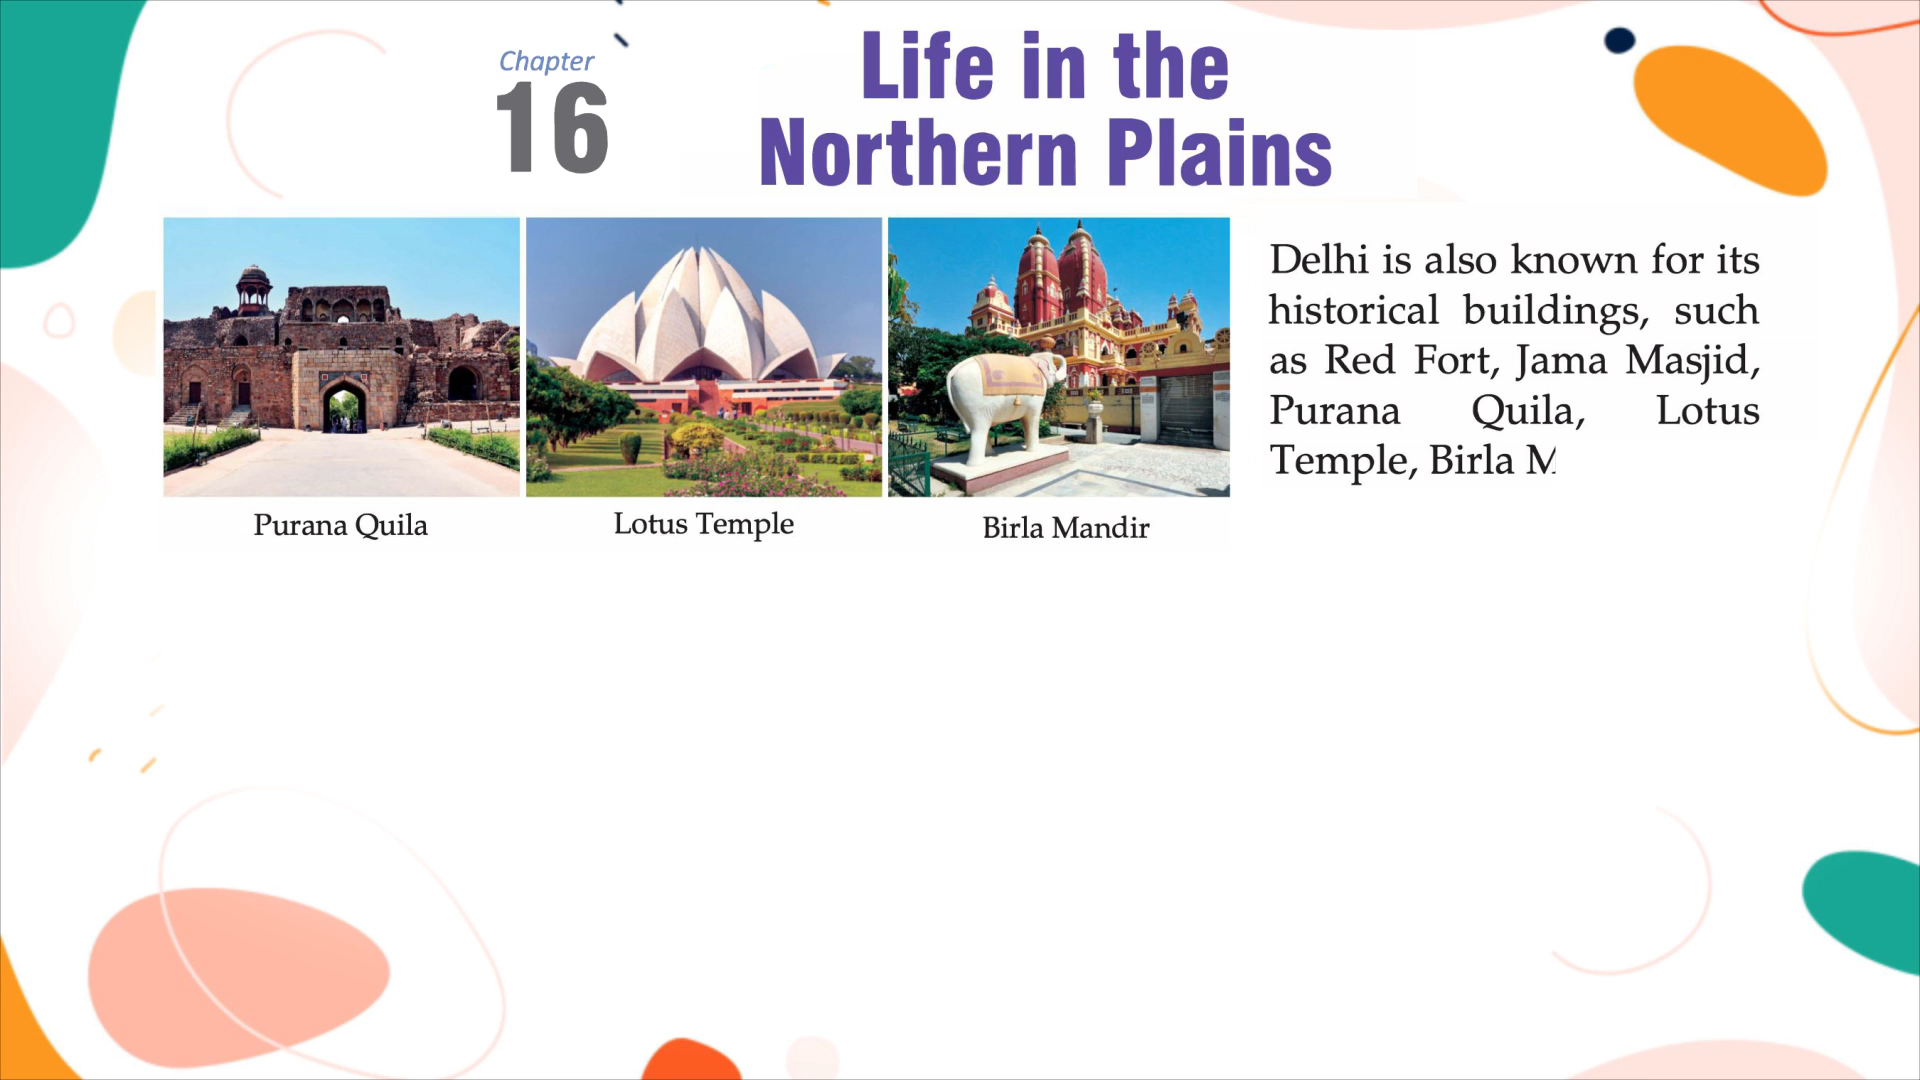 Chapter
16
Life in the
Northern Plains
Purana Quila
Lotus Temple
Birla Mandir
Delhi is also known for its
historical buildings, such
as Red Fort, Jama Masjid,
Purana Quila, Lotus
Temple, Birla M